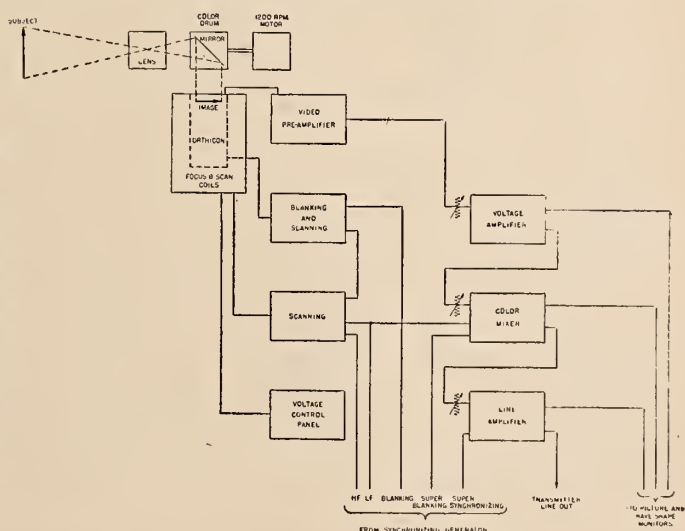 SUBJECT
LENS
COLOR
DRUM
MIRROR
1200 RPM
MOTOR
IMAGE
ORTHICON
FOCUS & SCAN
COILS
VIDEO
PRE-AMPLIFIER
BLANKING
AND
SCANNING
VOLTAGE
AMPLIFIER
SCANNING
COLOR
MIXER
VOLTAGE
CONTROL
PANEL
LINE
AMPLIFIER
HF LF BLANKING SUPER SUPER
BLANKING SYNCHRONIZING
FROM SYNCHRONIZING GENERATOR
TRANSMITTER
LINE OUT
TO PICTURE AND
WAVE SHAPE
MONITORS